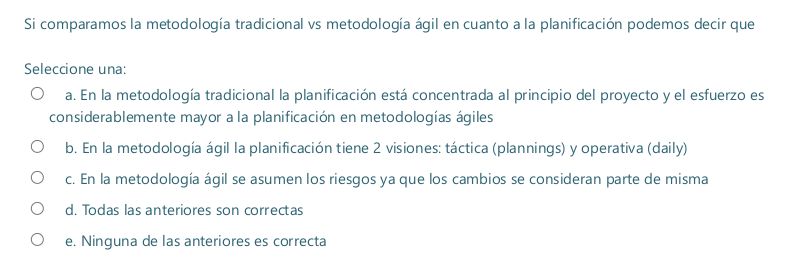 Si comparamos la metodología tradicional vs metodología ágil en cuanto a la planificación podemos decir que
Seleccione una:
a. En la metodología tradicional la planificación está concentrada al principio del proyecto y el esfuerzo es
considerablemente mayor a la planificación en metodologías ágiles
b. En la metodología ágil la planificación tiene 2 visiones: táctica (plannings) y operativa (daily)
c. En la metodología ágil se asumen los riesgos ya que los cambios se consideran parte de misma
d. Todas las anteriores son correctas
e. Ninguna de las anteriores es correcta